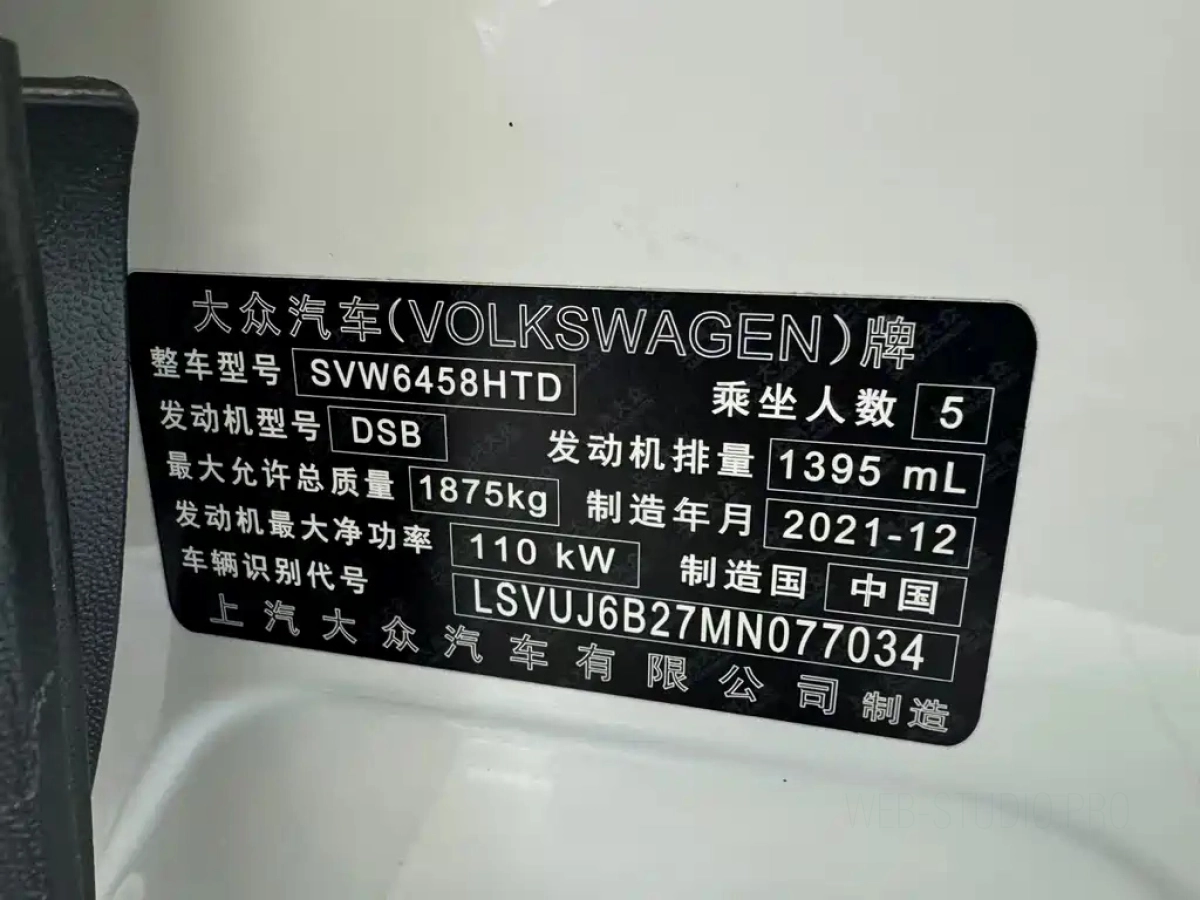 大众汽车(VOLKSWAGEN)牌
整车型号 SVW6458HTD 乘坐人数 5
发动机型号 DSB 发动机排量 1395 mL
最大允许总质量 1875kg 制造年月 2021-12
发动机最大净功率 110 kW 制造国 中国
车辆识别代号 LSVUJ6B27MN077034
上汽大众汽车有限公司制造
WEB-STUDIO.PRO